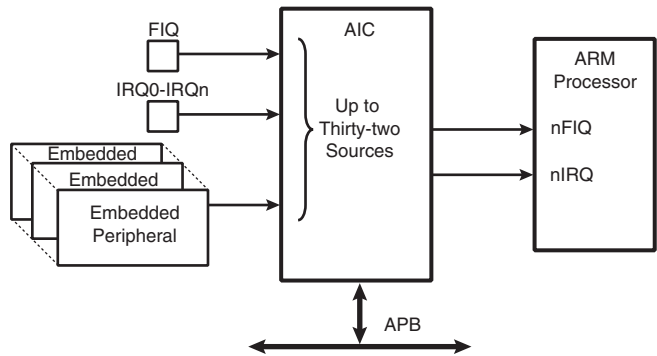 FIQ
IRQ0-IRQn
Embedded
Embedded
Embedded
Peripheral
AIC
Up to
Thirty-two
Sources
ARM
Processor
nFIQ
nIRQ
APB